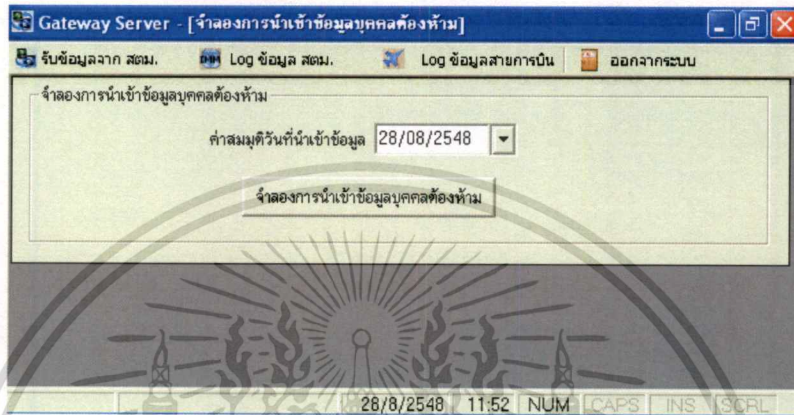 Gateway Server - [จำลองการนำเข้าข้อมูลบุคคลต้องห้าม]
รับข้อมูลจาก สตม. Log ข้อมูล สตม. Log ข้อมูลสายการบิน ออกจากระบบ
จำลองการนำเข้าข้อมูลบุคคลต้องห้าม
ค่าสมมุติวันที่นำเข้าข้อมูล 28/08/2548
จำลองการนำเข้าข้อมูลบุคคลต้องห้าม
28/8/2548 11:52 NUM CAPS INS SCRL